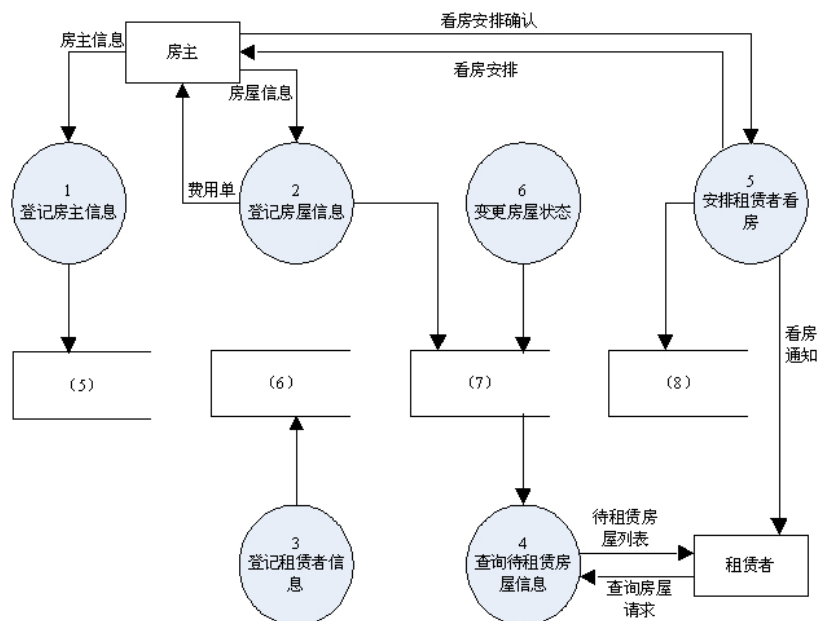 看房安排确认
房主信息
房主
看房安排
房屋信息
1
登记房主信息
费用单
2
登记房屋信息
6
变更房屋状态
5
安排租赁者看
房
看房
通知
（5）
（6）
（7）
（8）
3
登记租赁者信
息
4
查询待租赁房
屋信息
待租赁房
屋列表
租赁者
查询房屋
请求